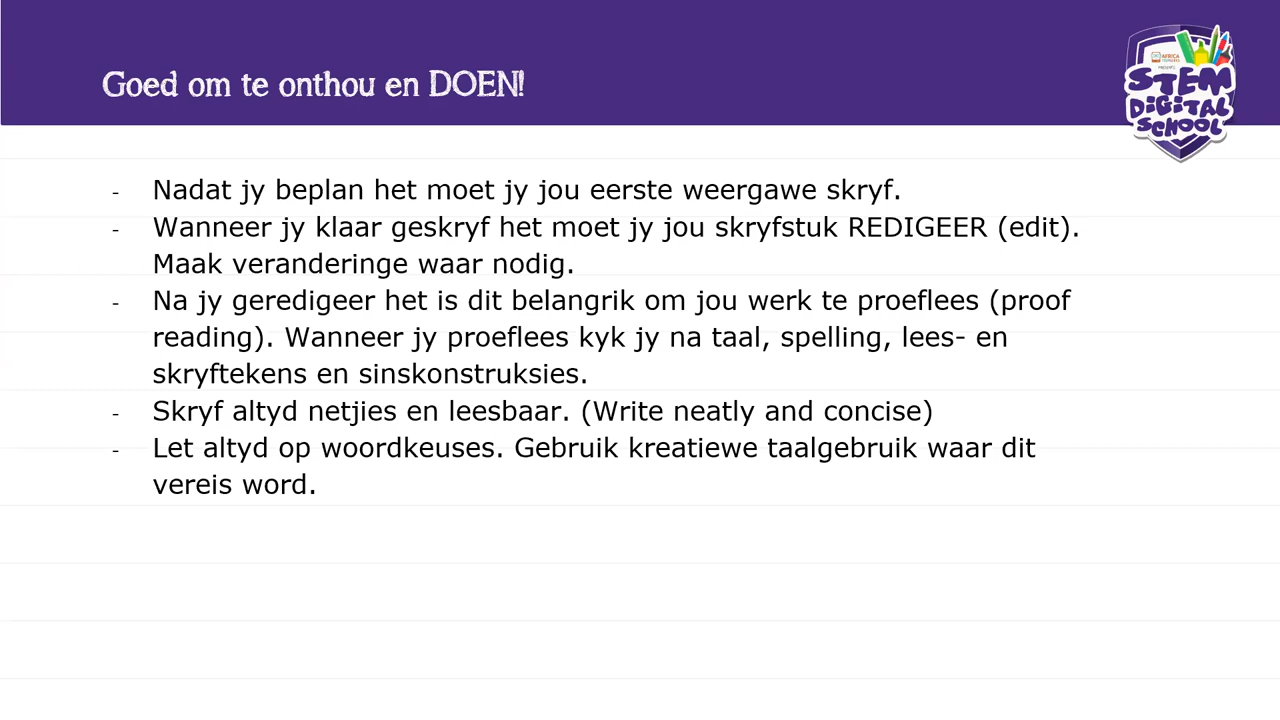 Goed om te onthou en DOEN!
AFRICA
PRESENTS
STEM
DIGITAL
SCHOOL
- Nadat jy beplan het moet jy jou eerste weergawe skryf.
- Wanneer jy klaar geskryf het moet jy jou skryfstuk REDIGEER (edit).
Maak veranderinge waar nodig.
- Na jy geredigeer het is dit belangrik om jou werk te proeflees (proof
reading). Wanneer jy proeflees kyk jy na taal, spelling, lees- en
skryftekens en sinskonstruksies.
- Skryf altyd netjies en leesbaar. (Write neatly and concise)
- Let altyd op woordkeuses. Gebruik kreatiewe taalgebruik waar dit
vereis word.